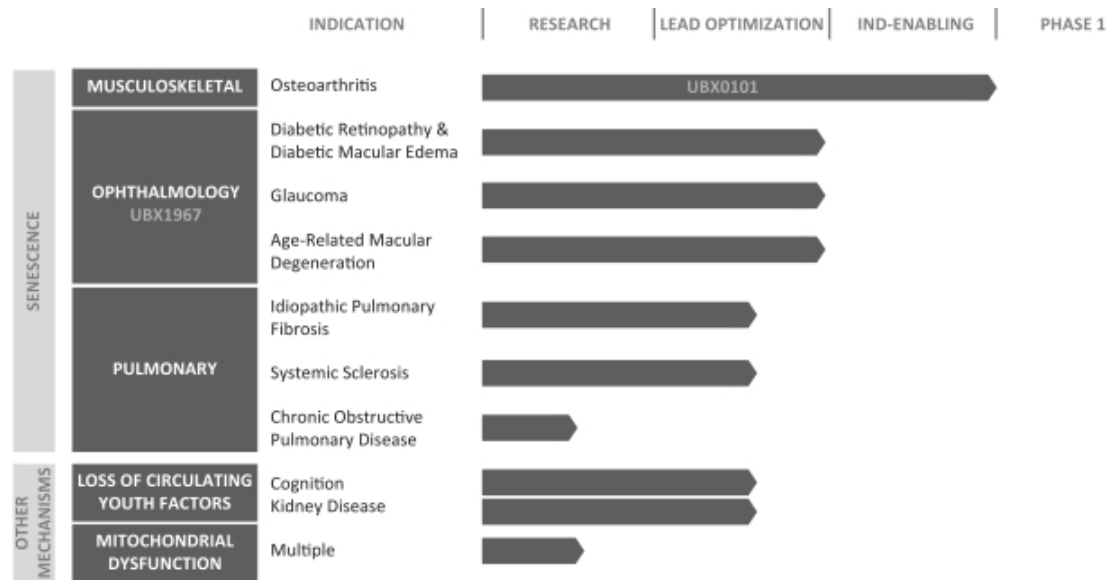 INDICATION
RESEARCH
LEAD OPTIMIZATION
IND-ENABLING
PHASE 1
SENESCENCE
MUSCULOSKELETAL
Osteoarthritis
UBX0101
OPHTHALMOLOGY
UBX1967
Diabetic Retinopathy &
Diabetic Macular Edema
Glaucoma
Age-Related Macular
Degeneration
PULMONARY
Idiopathic Pulmonary
Fibrosis
Systemic Sclerosis
Chronic Obstructive
Pulmonary Disease
OTHER
MECHANISMS
LOSS OF CIRCULATING
YOUTH FACTORS
Cognition
Kidney Disease
MITOCHONDRIAL
DYSFUNCTION
Multiple